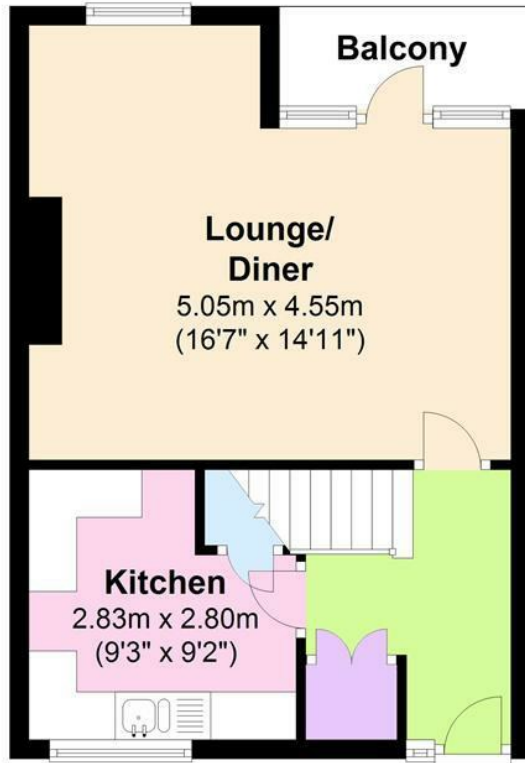 Balcony
Lounge/
Diner
5.05m x 4.55m
(16'7" x 14'11")
Kitchen
2.83m x 2.80m
(9'3" x 9'2")